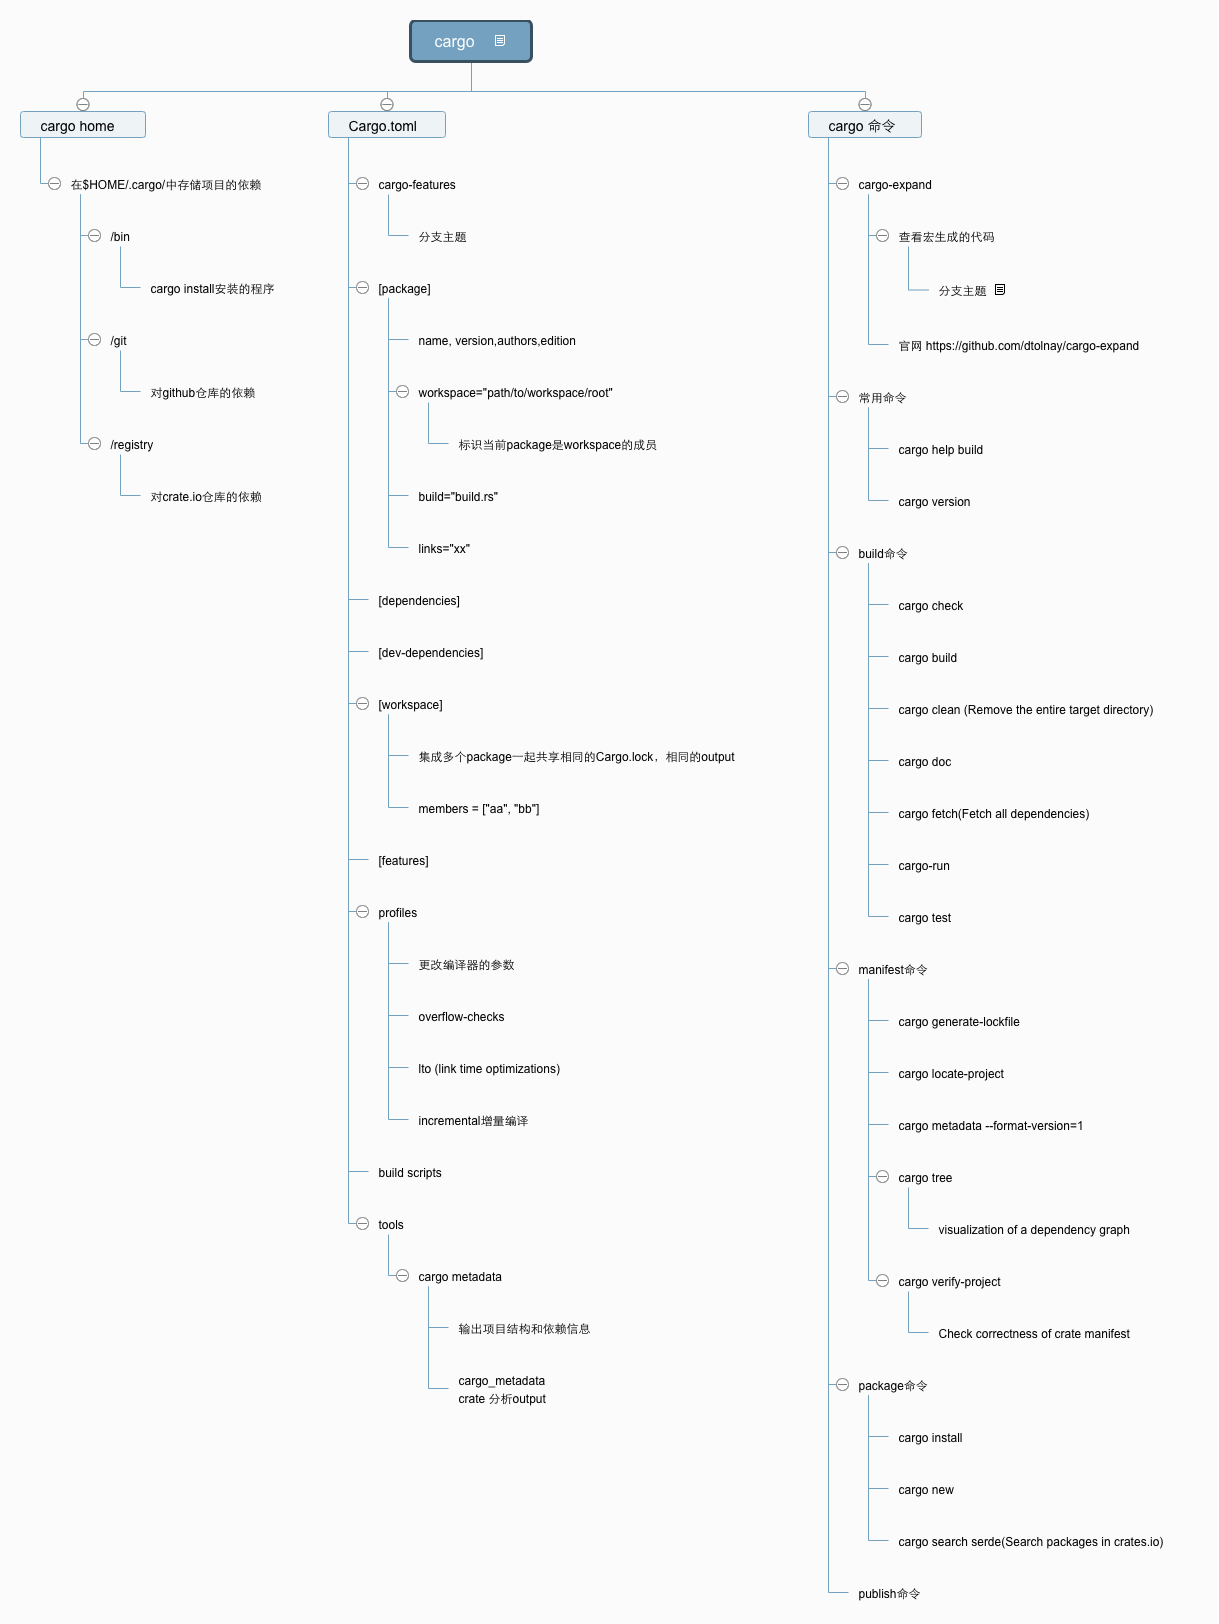 cargo
cargo home
在$HOME/.cargo/中存储项目的依赖
/bin
cargo install安装的程序
/git
对github仓库的依赖
/registry
对crate.io仓库的依赖
Cargo.toml
cargo-features
分支主题
[package]
name, version,authors,edition
workspace="path/to/workspace/root"
标识当前package是workspace的成员
build="build.rs"
links="xx"
[dependencies]
[dev-dependencies]
[workspace]
集成多个package一起共享相同的Cargo.lock，相同的output
members = ["aa", "bb"]
[features]
profiles
更改编译器的参数
overflow-checks
lto (link time optimizations)
incremental增量编译
build scripts
tools
cargo metadata
输出项目结构和依赖信息
cargo_metadata
crate 分析output
cargo 命令
cargo-expand
查看宏生成的代码
分支主题
官网 https://github.com/dtolnay/cargo-expand
常用命令
cargo help build
cargo version
build命令
cargo check
cargo build
cargo clean (Remove the entire target directory)
cargo doc
cargo fetch(Fetch all dependencies)
cargo-run
cargo test
manifest命令
cargo generate-lockfile
cargo locate-project
cargo metadata --format-version=1
cargo tree
visualization of a dependency graph
cargo verify-project
Check correctness of crate manifest
package命令
cargo install
cargo new
cargo search serde(Search packages in crates.io)
publish命令